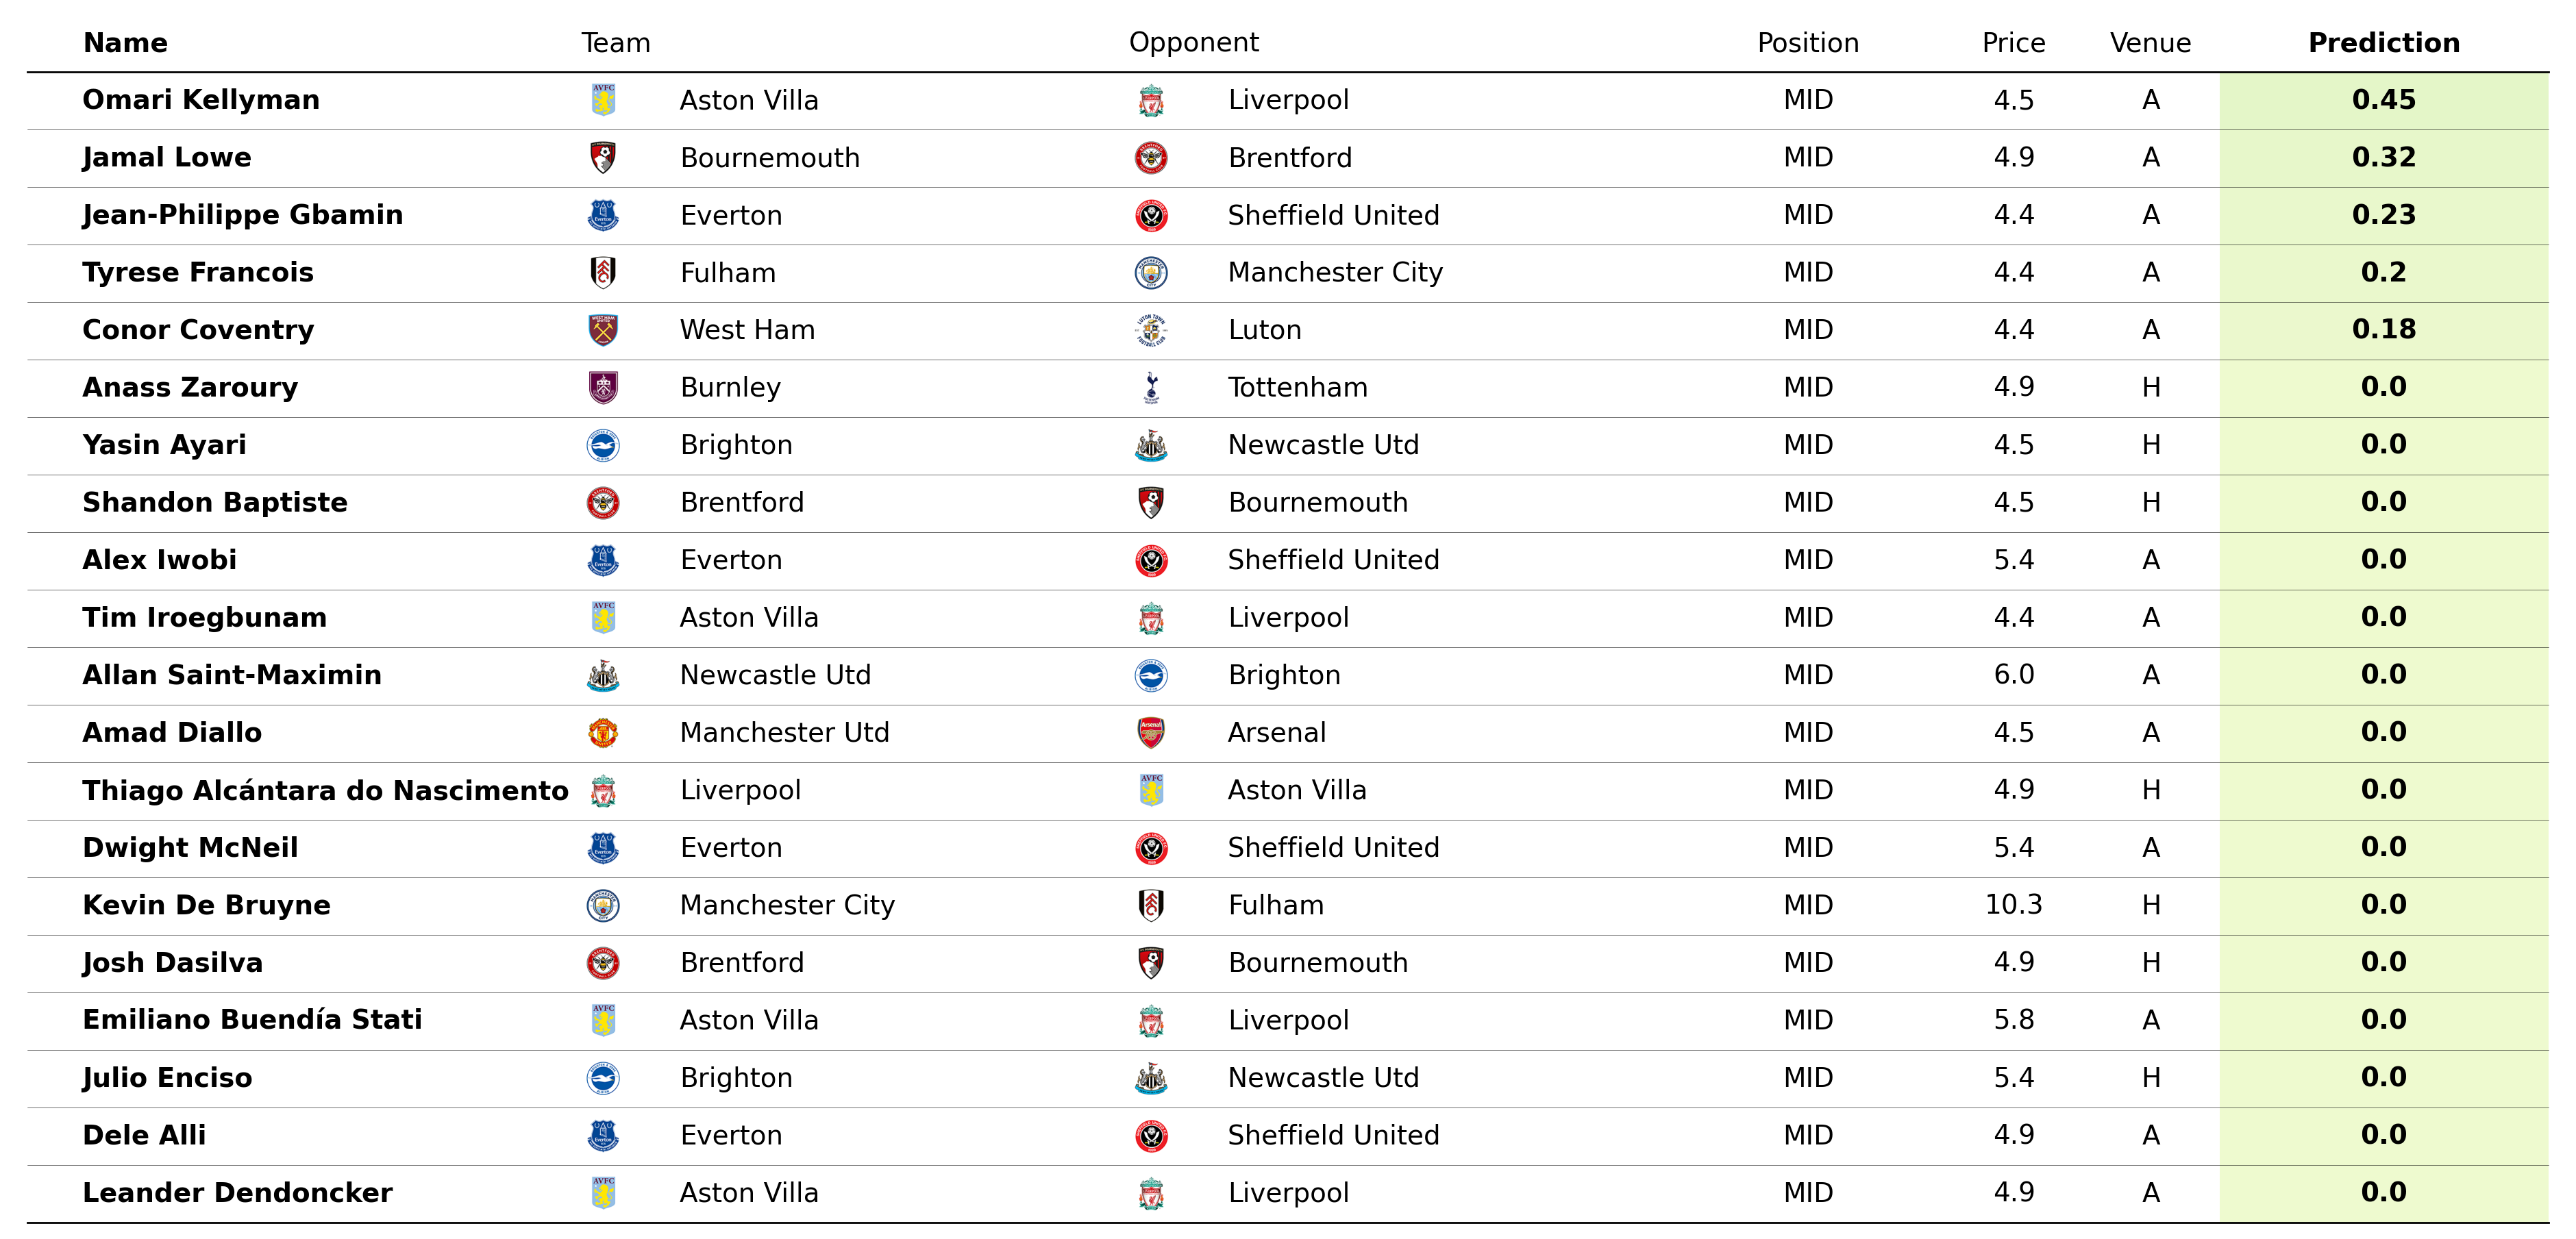 Name Team Opponent Position Price Venue Prediction
Omari Kellyman Aston Villa Liverpool MID 4.5 A 0.45
Jamal Lowe Bournemouth Brentford MID 4.9 A 0.32
Jean-Philippe Gbamin Everton Sheffield United MID 4.4 A 0.23
Tyrese Francois Fulham Manchester City MID 4.4 A 0.2
Conor Coventry West Ham Luton MID 4.4 A 0.18
Anass Zaroury Burnley Tottenham MID 4.9 H 0.0
Yasin Ayari Brighton Newcastle Utd MID 4.5 H 0.0
Shandon Baptiste Brentford Bournemouth MID 4.5 H 0.0
Alex Iwobi Everton Sheffield United MID 5.4 A 0.0
Tim Iroegbunam Aston Villa Liverpool MID 4.4 A 0.0
Allan Saint-Maximin Newcastle Utd Brighton MID 6.0 A 0.0
Amad Diallo Manchester Utd Arsenal MID 4.5 A 0.0
Thiago Alcántara do Nascimento Liverpool Aston Villa MID 4.9 H 0.0
Dwight McNeil Everton Sheffield United MID 5.4 A 0.0
Kevin De Bruyne Manchester City Fulham MID 10.3 H 0.0
Josh Dasilva Brentford Bournemouth MID 4.9 H 0.0
Emiliano Buendía Stati Aston Villa Liverpool MID 5.8 A 0.0
Julio Enciso Brighton Newcastle Utd MID 5.4 H 0.0
Dele Alli Everton Sheffield United MID 4.9 A 0.0
Leander Dendoncker Aston Villa Liverpool MID 4.9 A 0.0